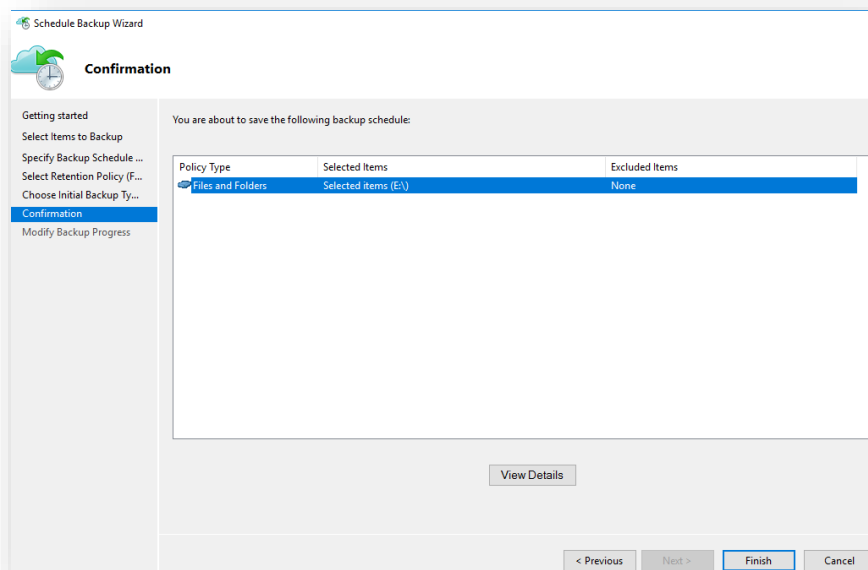 Schedule Backup Wizard
Confirmation
Getting started
Select Items to Backup
Specify Backup Schedule ...
Select Retention Policy (F...
Choose Initial Backup Ty...
Confirmation
Modify Backup Progress
You are about to save the following backup schedule:
Policy Type Selected Items Excluded Items
Files and Folders Selected items (E:\) None
View Details
< Previous Next > Finish Cancel